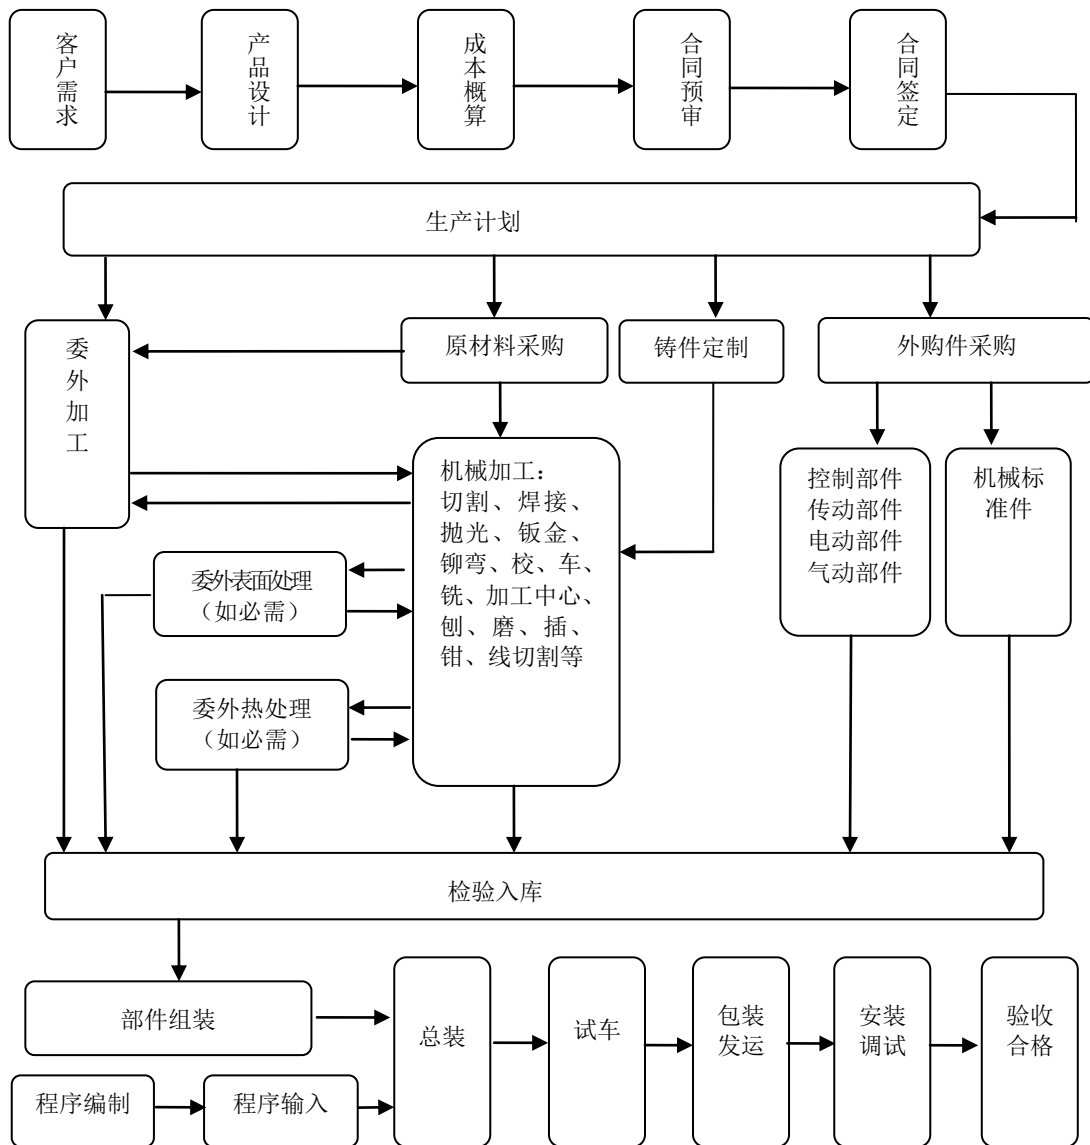 客户需求
产品设计
成本概算
合同预审
合同签定
生产计划
委外加工
原材料采购
铸件定制
外购件采购
机械加工：
切割、焊接、
抛光、钣金、
铆弯、校、车、
铣、加工中心、
刨、磨、插、
钳、线切割等
控制部件
传动部件
电动部件
气动部件
机械标
准件
委外表面处理
（如必需）
委外热处理
（如必需）
检验入库
部件组装
总装
试车
包装
发运
安装
调试
验收
合格
程序编制
程序输入